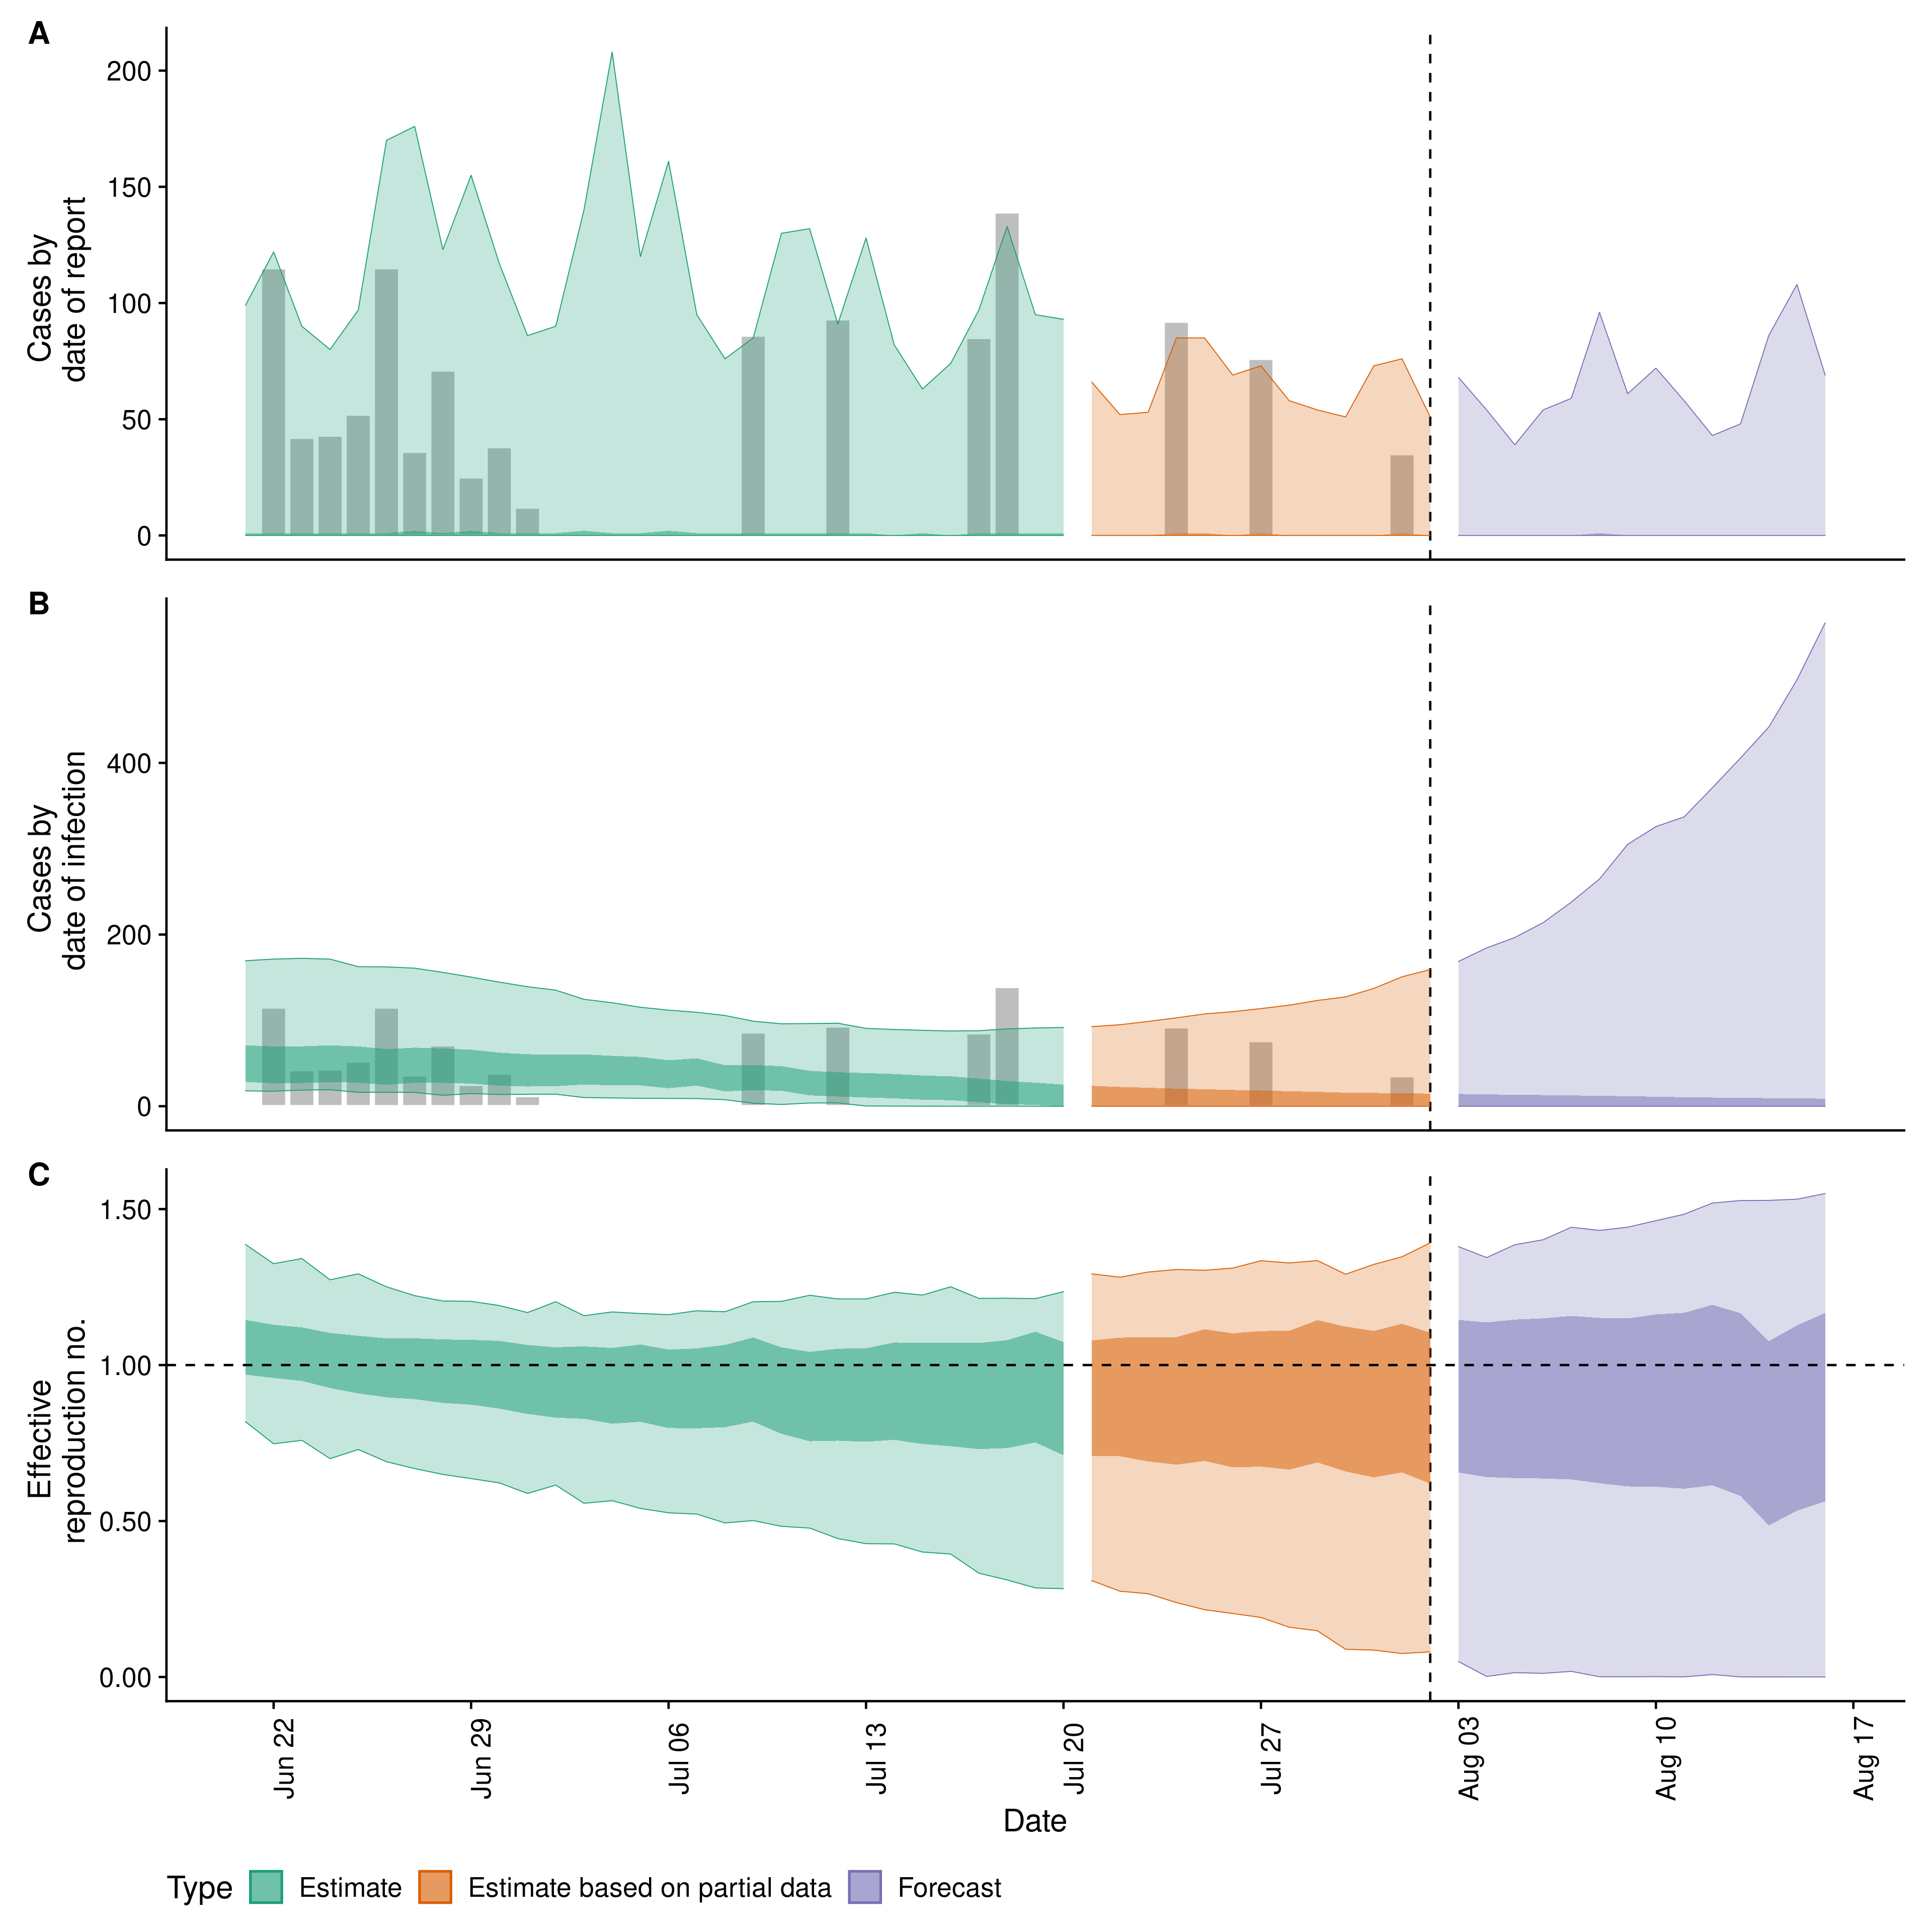 A
Cases by
date of report
200
150
100
50
0
B
Cases by
date of infection
400
200
0
C
Effective
reproduction no.
1.50
1.00
0.50
0.00
Jun 22
Jun 29
Jul 06
Jul 13
Jul 20
Jul 27
Aug 03
Aug 10
Aug 17
Date
Type Estimate Estimate based on partial data Forecast